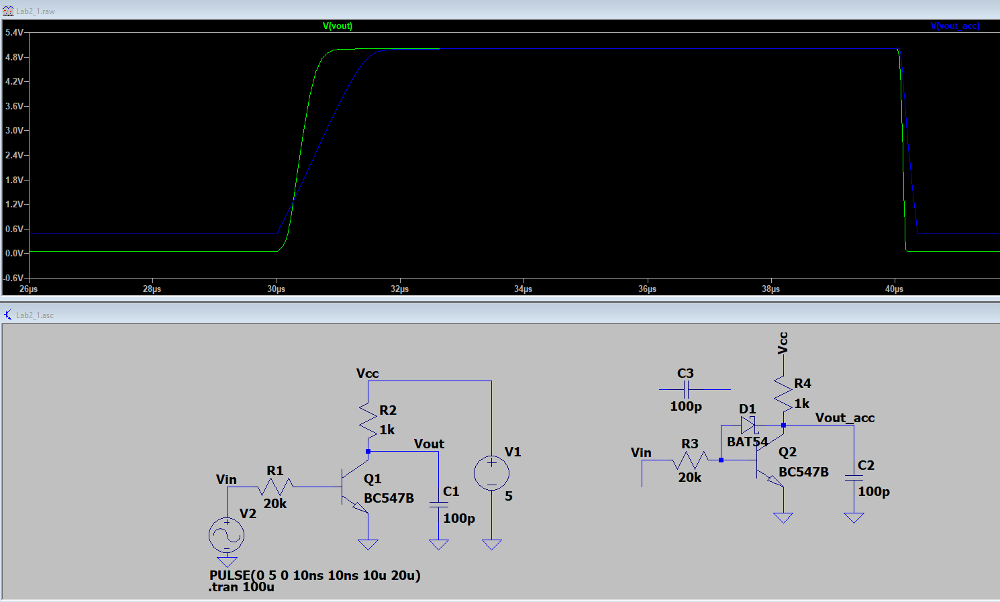 Lab2_1.raw
V(vout) V(vout_acc)
5.4V
4.8V
4.2V
3.6V
3.0V
2.4V
1.8V
1.2V
0.6V
0.0V
-0.6V
26µs 28µs 30µs 32µs 34µs 36µs 38µs 40µs
Lab2_1.asc
Vcc
R2
1k
Vout
V1
5
Vin
R1
20k
Q1
BC547B
C1
100p
V2
PULSE(0 5 0 10ns 10ns 10u 20u)
.tran 100u
Vcc
C3
100p
R4
1k
D1
BAT54
Vout_acc
Vin
R3
20k
Q2
BC547B
C2
100p